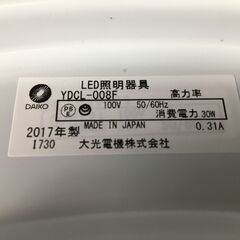 LED照明器具
DAIKO
YDCL-008F
高力率
PS
E
100V 50/60Hz
消費電力 30W
MADE IN JAPAN 0.31A
2017年製
I730 大光電機株式会社